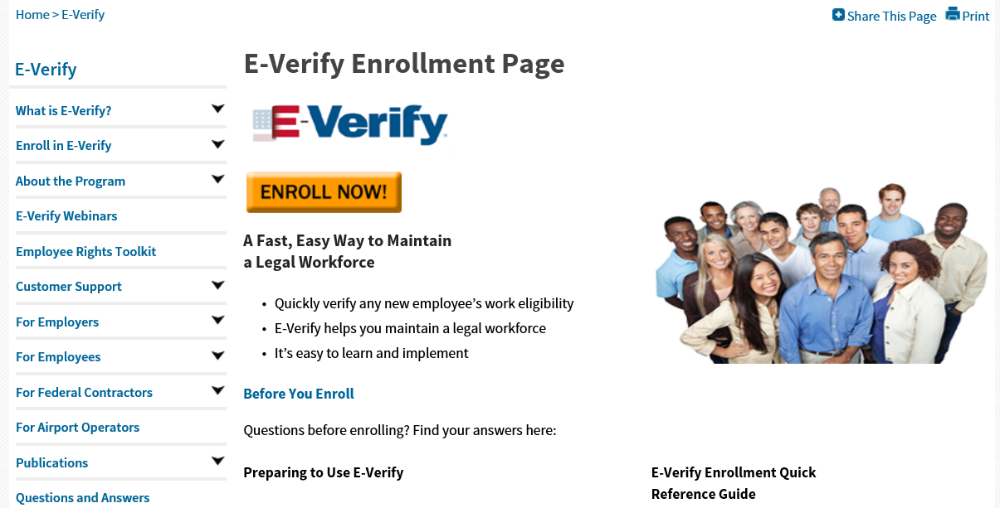 Home > E-Verify
Share This Page Print
E-Verify
What is E-Verify?
Enroll in E-Verify
About the Program
E-Verify Webinars
Employee Rights Toolkit
Customer Support
For Employers
For Employees
For Federal Contractors
For Airport Operators
Publications
Questions and Answers
E-Verify Enrollment Page
E-Verify
ENROLL NOW!
A Fast, Easy Way to Maintain
a Legal Workforce
• Quickly verify any new employee’s work eligibility
• E-Verify helps you maintain a legal workforce
• It’s easy to learn and implement
Before You Enroll
Questions before enrolling? Find your answers here:
Preparing to Use E-Verify
E-Verify Enrollment Quick
Reference Guide